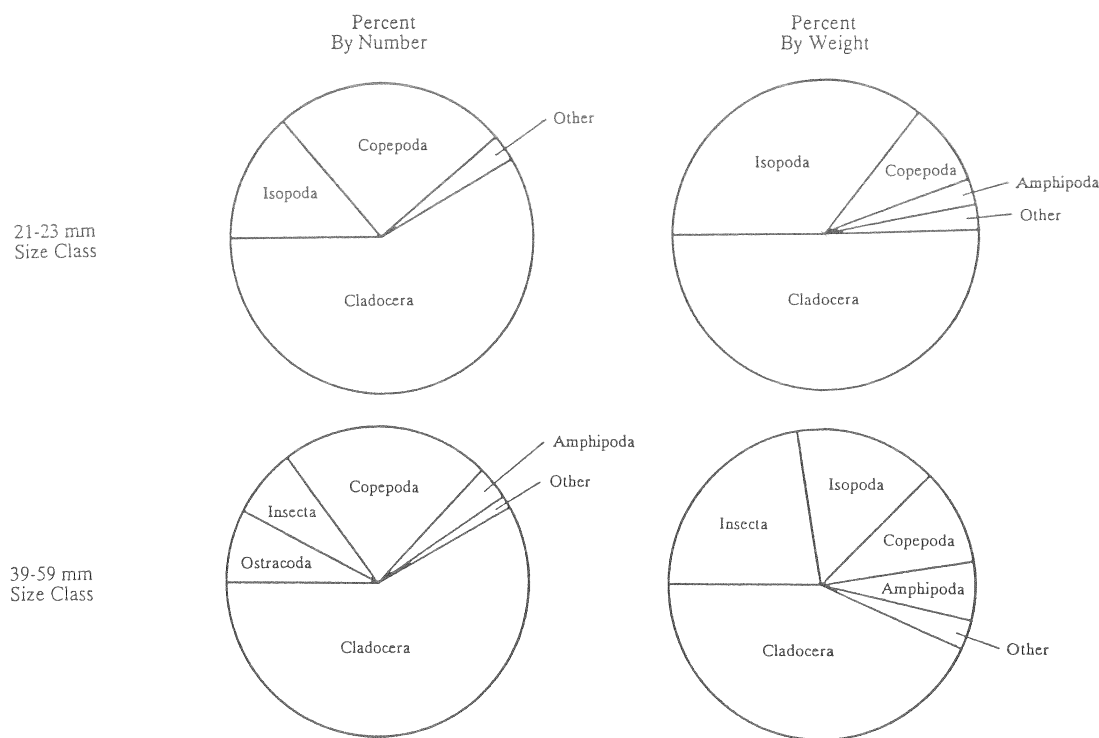 Percent
By Number
Percent
By Weight
21-23 mm
Size Class
Copepoda
Other
Isopoda
Cladocera
Isopoda
Copepoda
Amphipoda
Other
Cladocera
39-59 mm
Size Class
Amphipoda
Copepoda
Other
Insecta
Ostracoda
Cladocera
Isopoda
Insecta
Copepoda
Amphipoda
Other
Cladocera